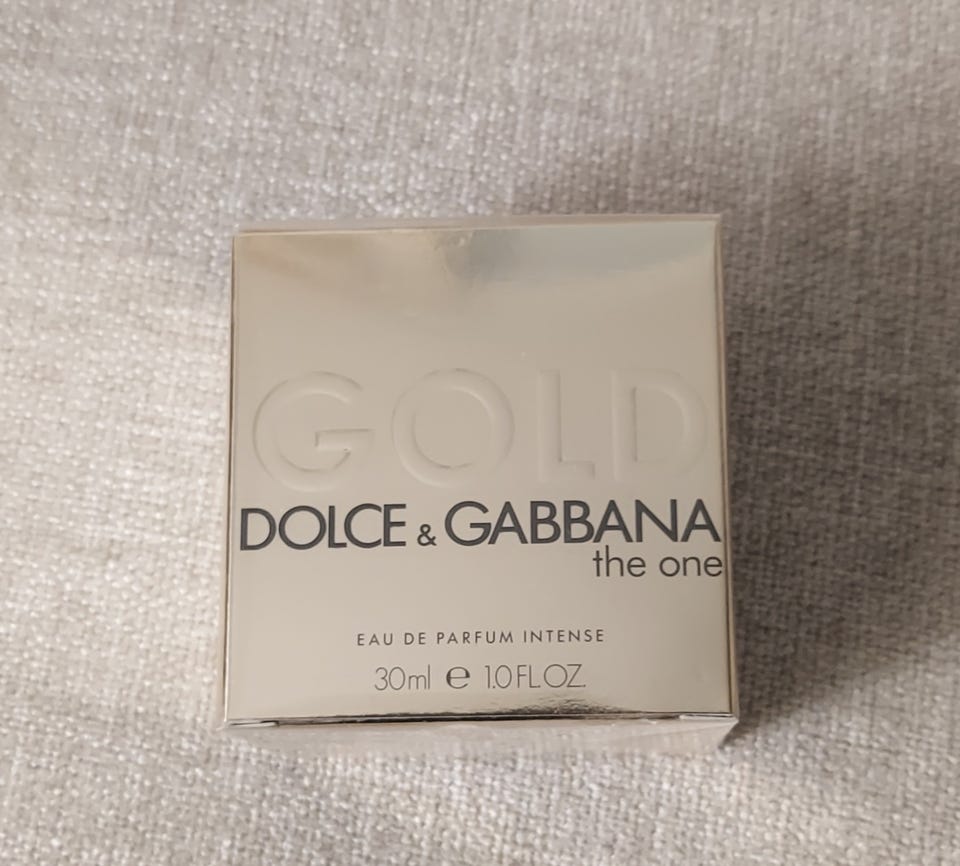 GOLD
DOLCE & GABBANA
the one
EAU DE PARFUM INTENSE
30ml e 1.0 FL.OZ.